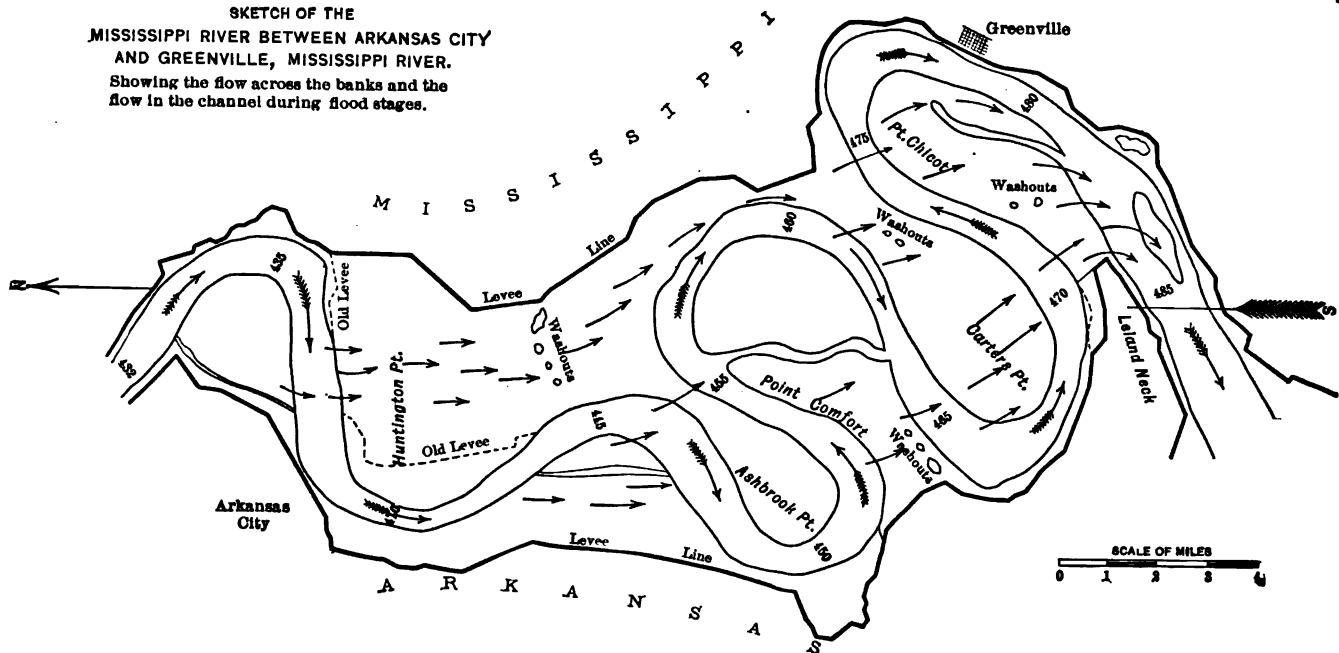 SKETCH OF THE
MISSISSIPPI RIVER BETWEEN ARKANSAS CITY
AND GREENVILLE, MISSISSIPPI RIVER.
Showing the flow across the banks and the
flow in the channel during flood stages.
MISSISSIPPI
Greenville
480
475
Pt. Chicot
Washouts
Washouts
460
Line
Levee
435
Old Levee
N
432
Huntington Pt.
Washouts
470
485
S
Carters Pt.
Leland Neck
455
Point Comfort
465
Washouts
445
Old Levee
Ashbrook Pt.
Arkansas
City
450
Levee Line
ARKANSAS
SCALE OF MILES
0 1 2 3 4